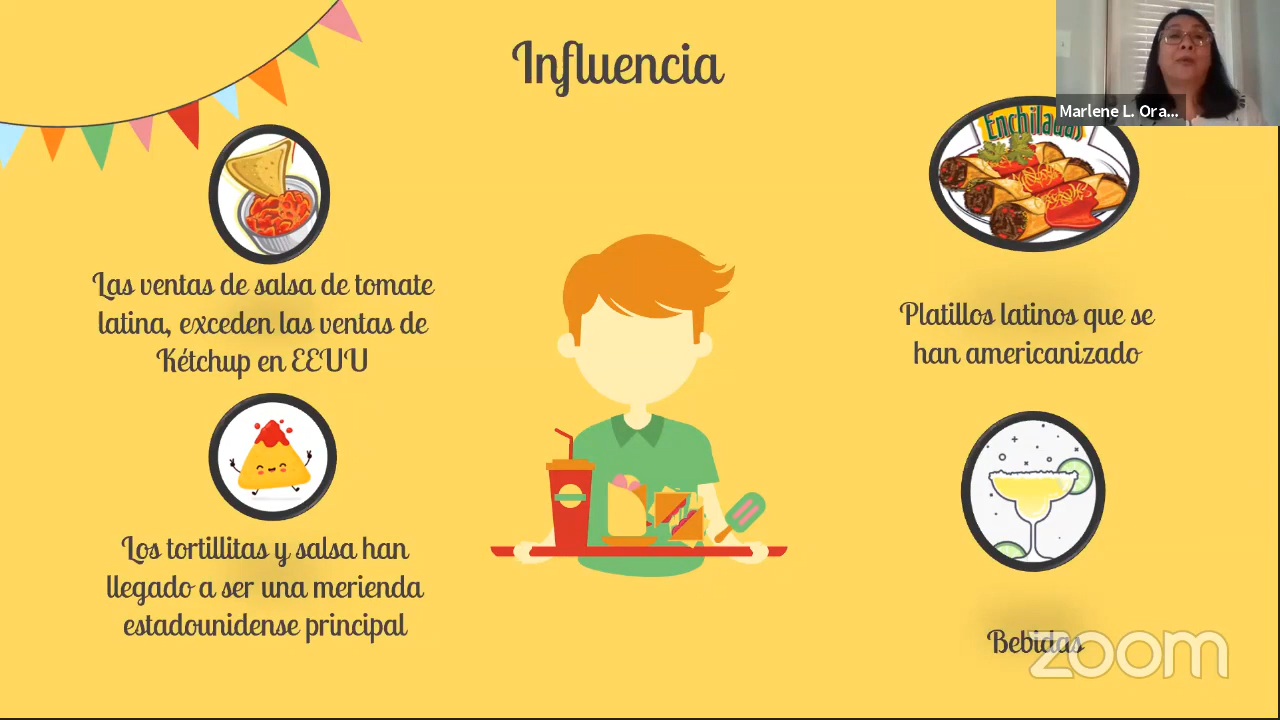 Influencia
Marlene L. Ora...
Enchiladas
Las ventas de salsa de tomate
latina, exceden las ventas de
Kétchup en EEUU
Platillos latinos que se
han americanizado
Los tortillitas y salsa han
llegado a ser una merienda
estadounidense principal
Bebidas
zoom